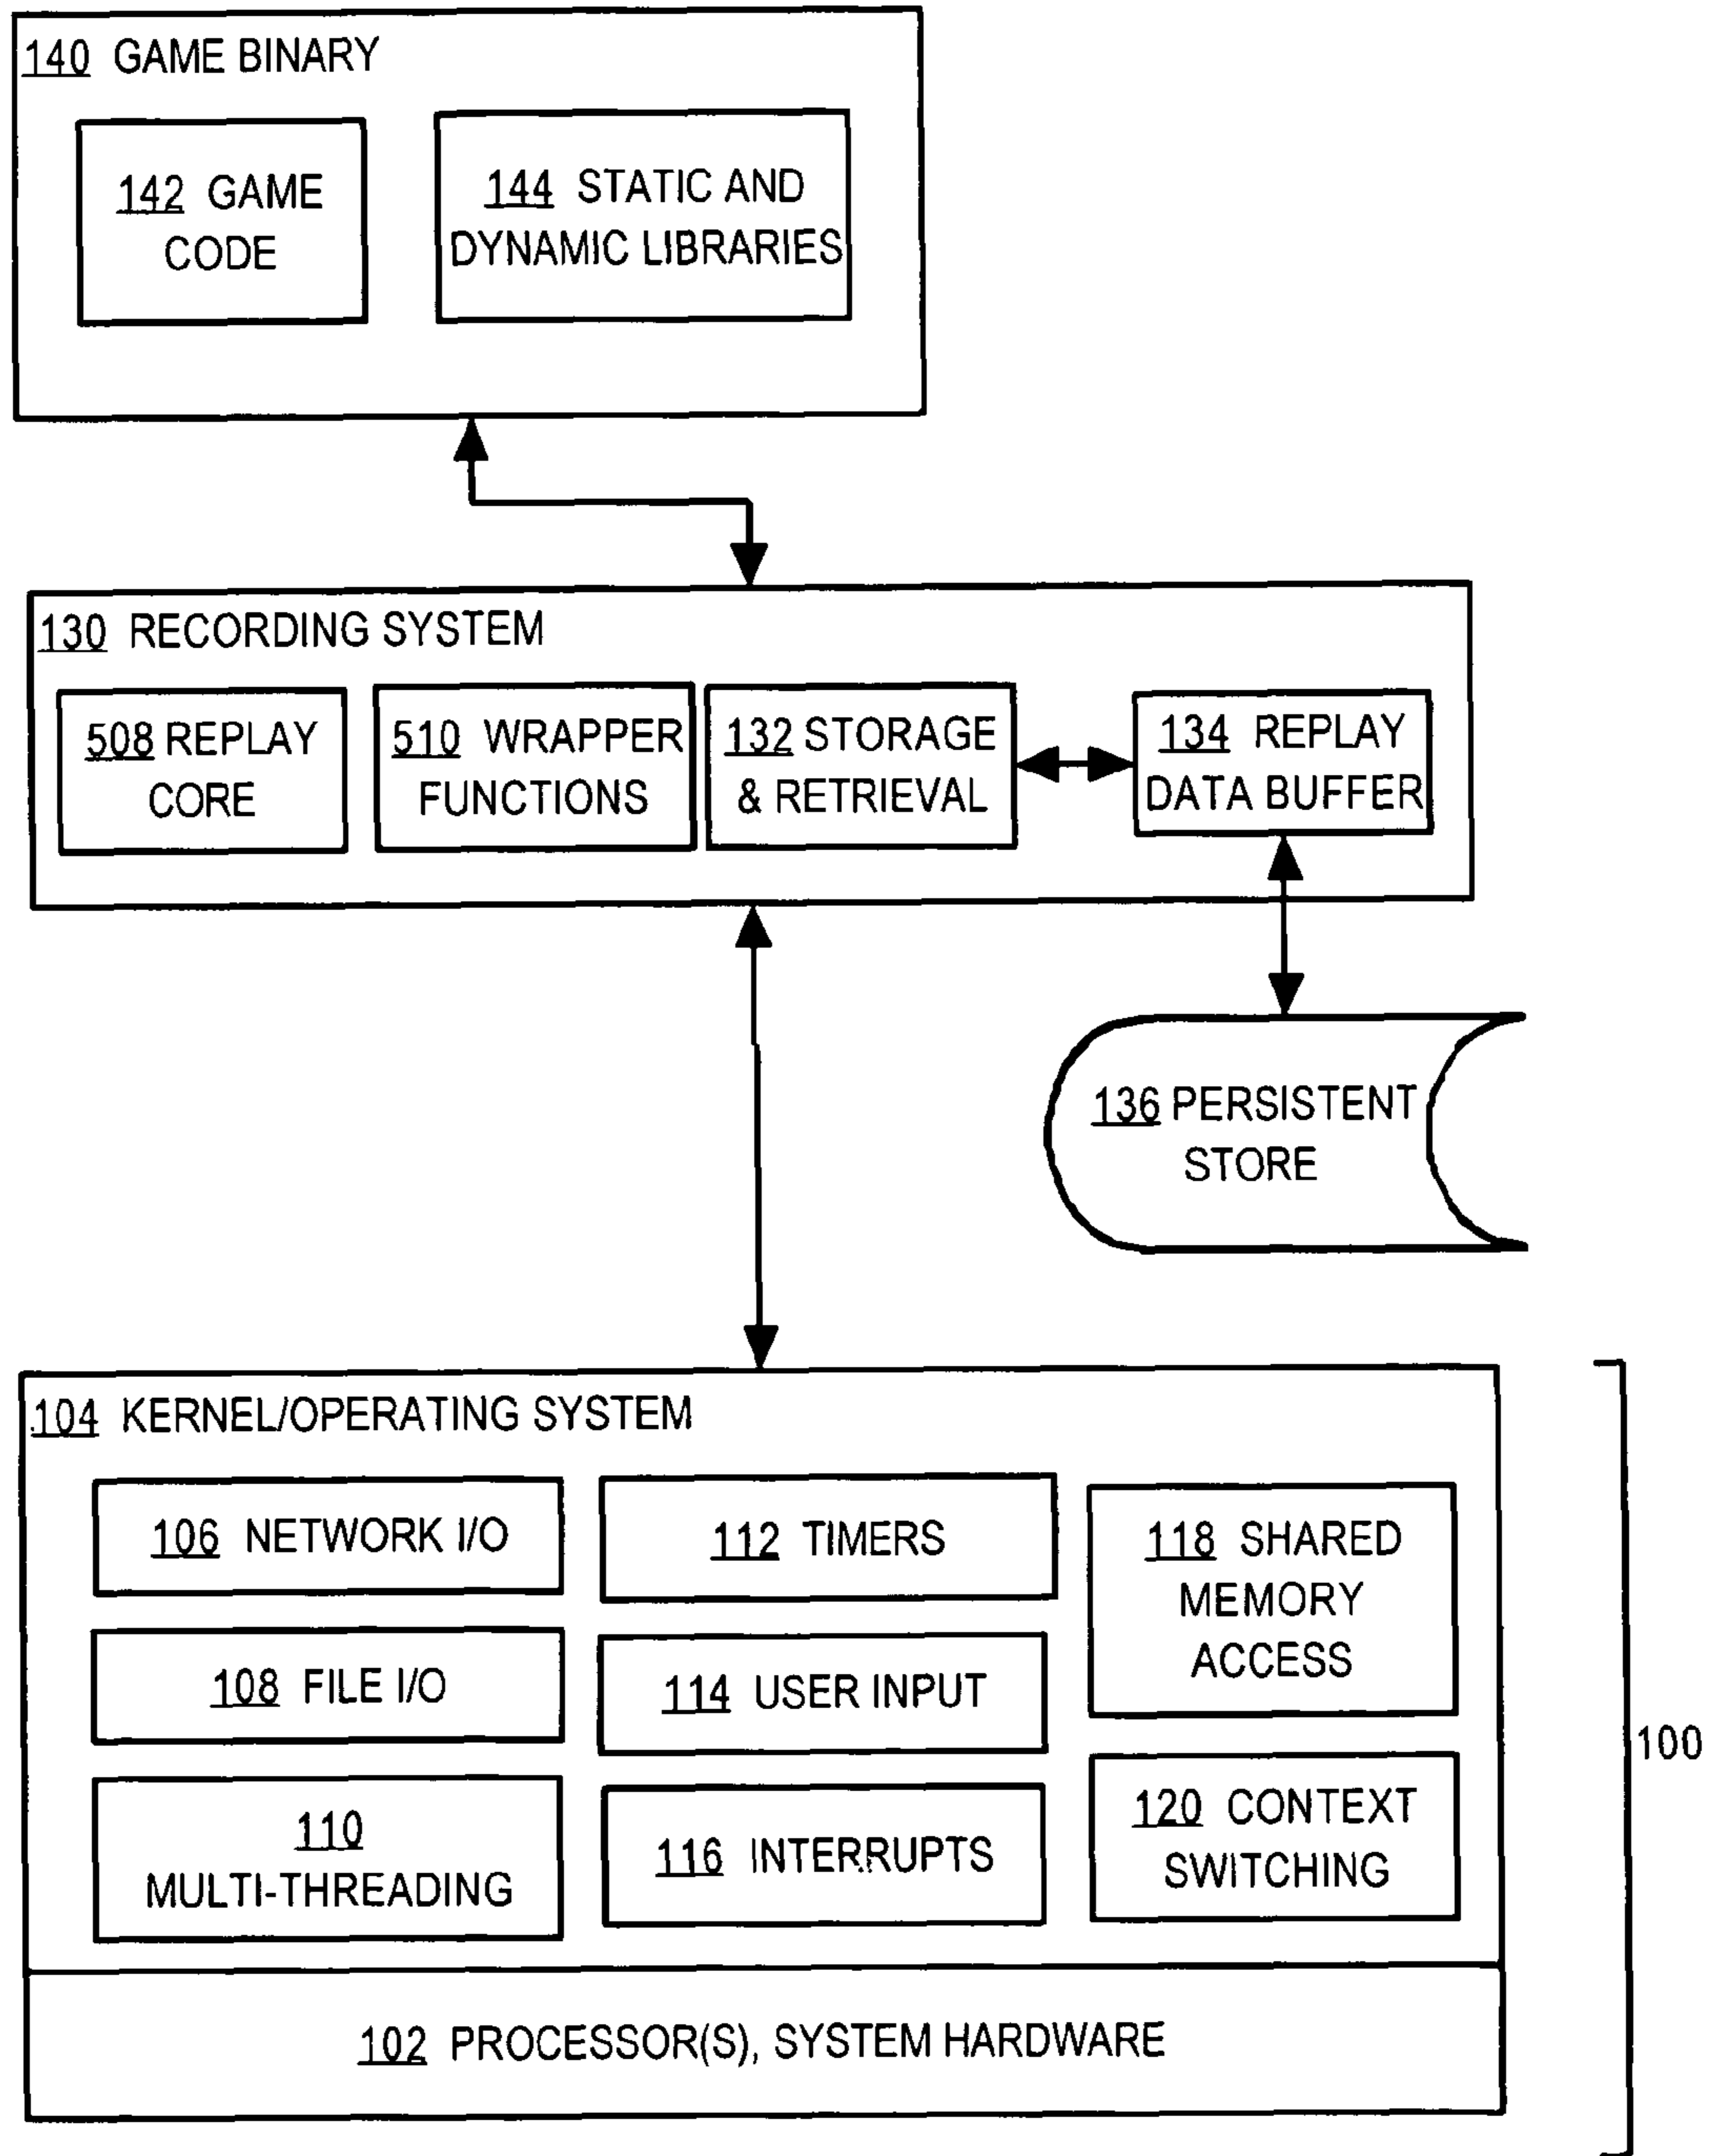 140 GAME BINARY
142 GAME
CODE
144 STATIC AND
DYNAMIC LIBRARIES
130 RECORDING SYSTEM
508 REPLAY
CORE
510 WRAPPER
FUNCTIONS
132 STORAGE
& RETRIEVAL
134 REPLAY
DATA BUFFER
136 PERSISTENT
STORE
104 KERNEL/OPERATING SYSTEM
106 NETWORK I/O
112 TIMERS
118 SHARED
MEMORY
ACCESS
108 FILE I/O
114 USER INPUT
110
MULTI-THREADING
116 INTERRUPTS
120 CONTEXT
SWITCHING
100
102 PROCESSOR(S), SYSTEM HARDWARE